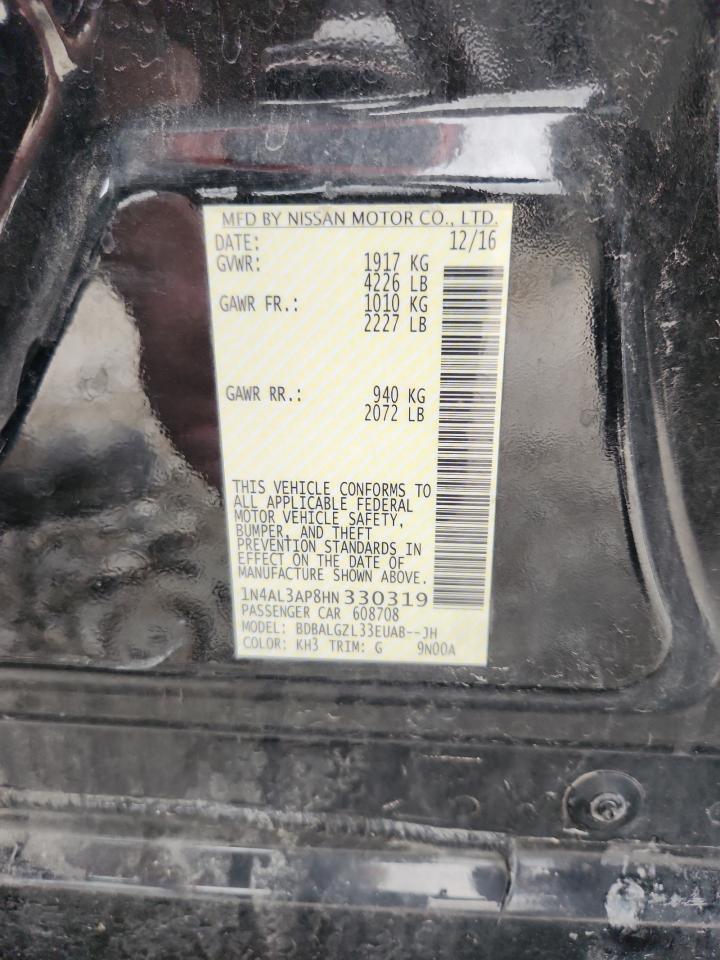 MFD BY NISSAN MOTOR CO., LTD.
DATE: 12/16
GVWR: 1917 KG
4226 LB
GAWR FR.: 1010 KG
2227 LB
GAWR RR.: 940 KG
2072 LB
THIS VEHICLE CONFORMS TO
ALL APPLICABLE FEDERAL
MOTOR VEHICLE SAFETY,
BUMPER, AND THEFT
PREVENTION STANDARDS IN
EFFECT ON THE DATE OF
MANUFACTURE SHOWN ABOVE.
1N4AL3AP8HN330319
PASSENGER CAR 608708
MODEL: BDBALGZL33EUAB--JH
COLOR: KH3 TRIM: G 9N00A